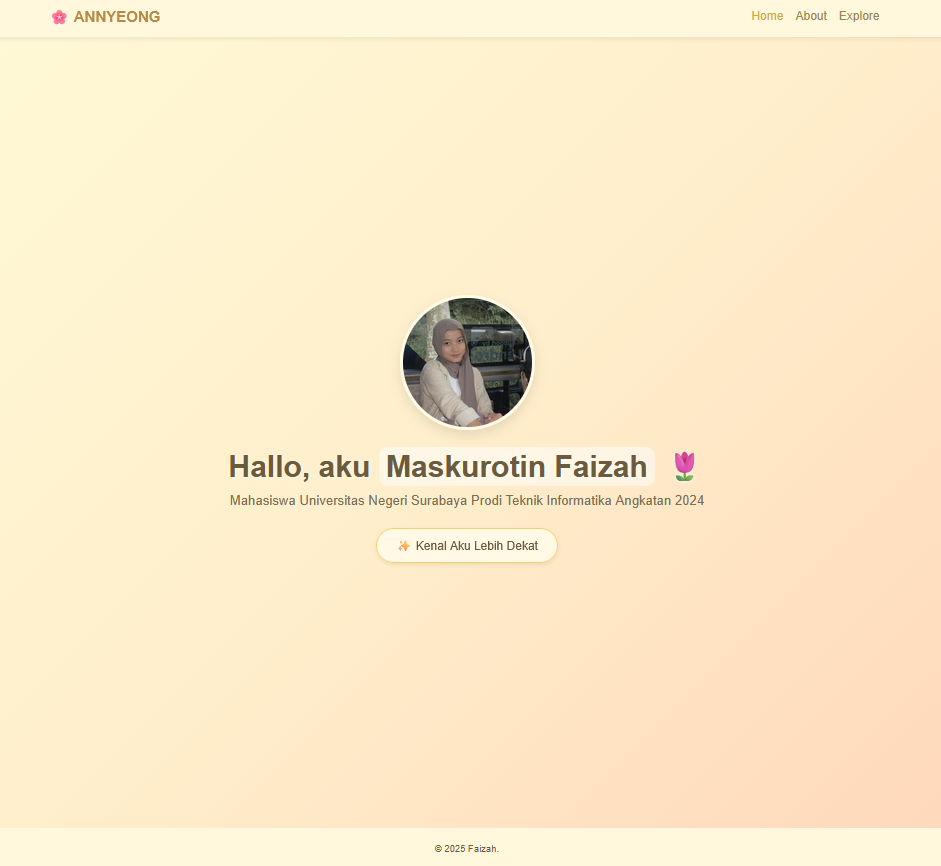 🌸 ANNYEONG
Home About Explore
Hallo, aku Maskurotin Faizah 🌷
Mahasiswa Universitas Negeri Surabaya Prodi Teknik Informatika Angkatan 2024
✨ Kenal Aku Lebih Dekat
© 2025 Faizah.